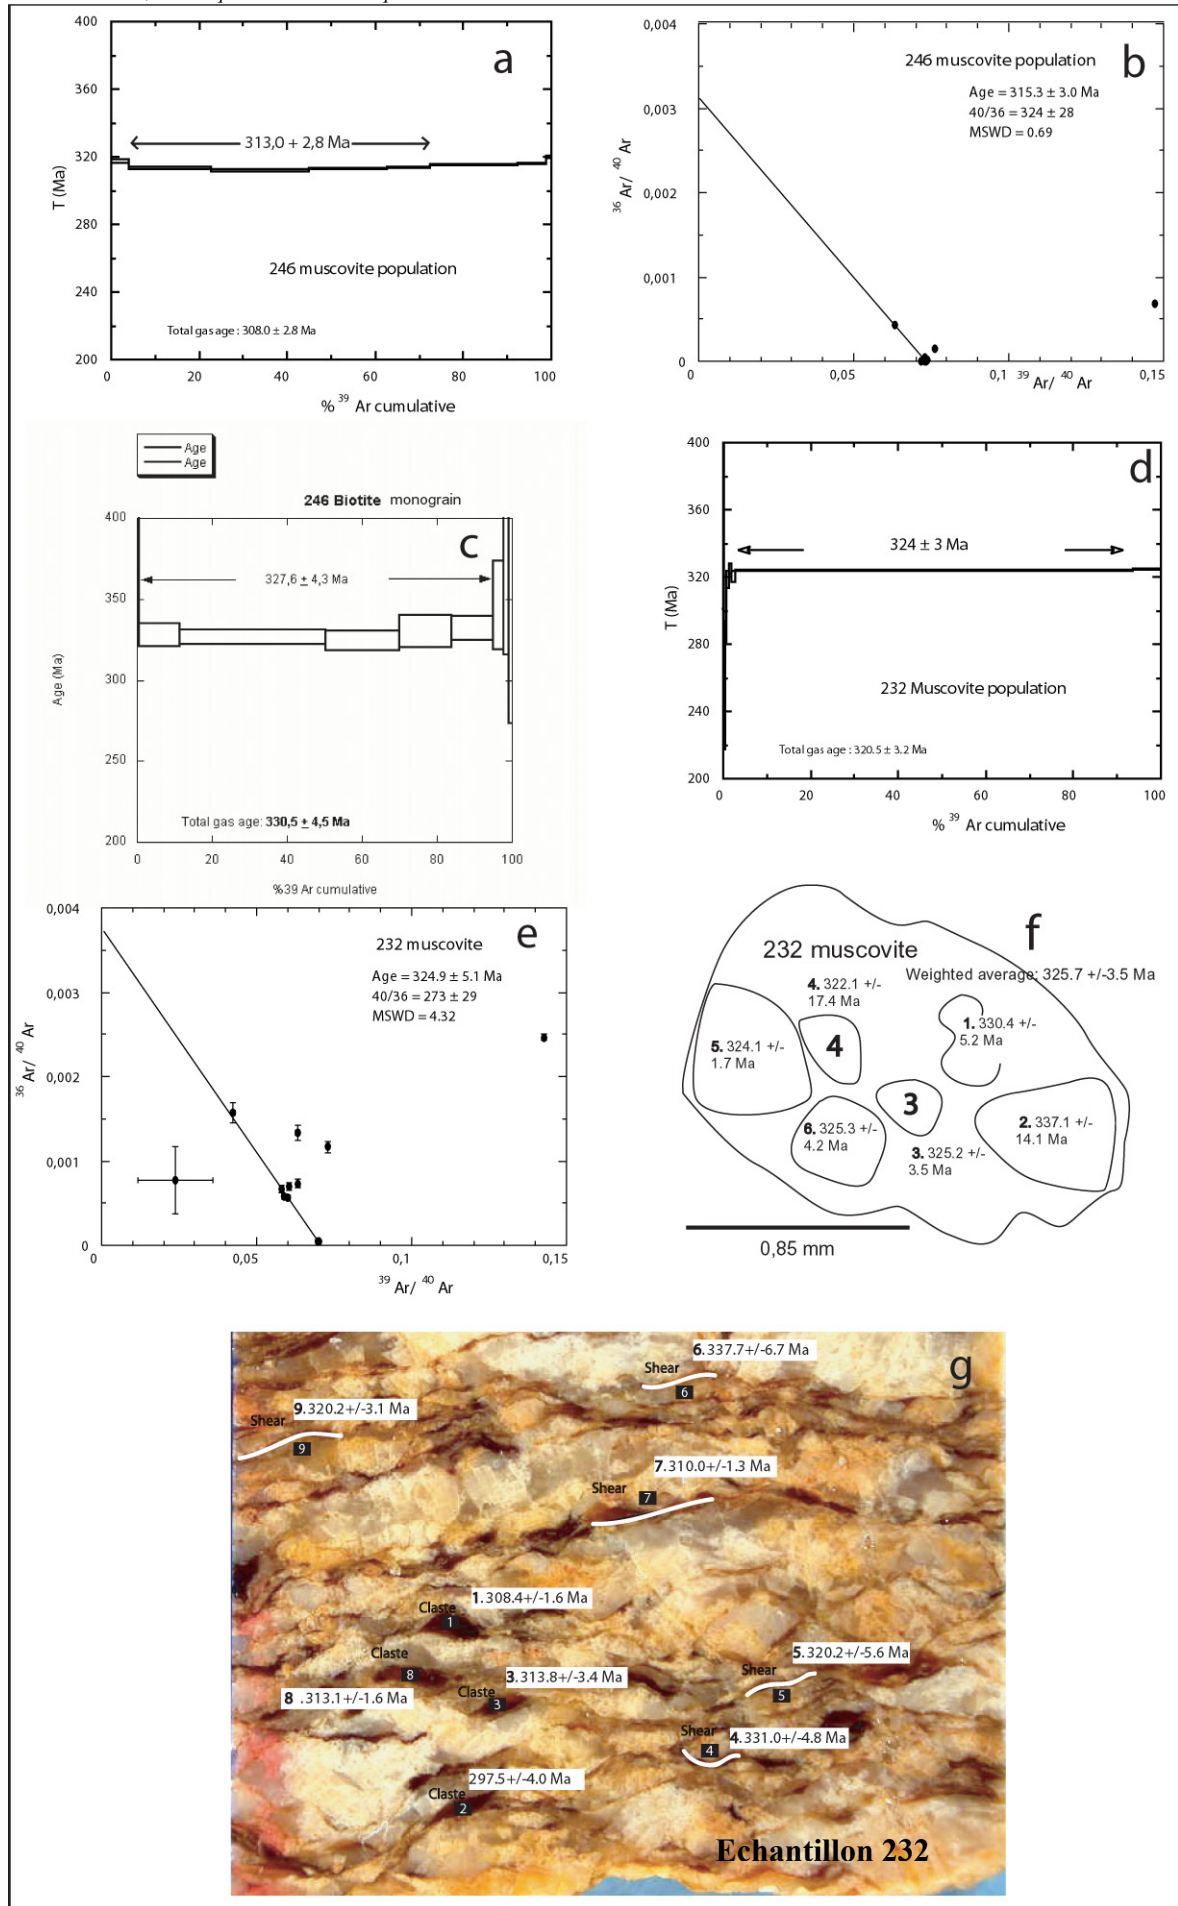 a
400
360
320
280
240
200
T (Ma)
313,0 + 2,8 Ma
246 muscovite population
Total gas age : 308.0 ± 2.8 Ma
0 20 40 60 80 100
% 39 Ar cumulative
b
0,004
0,003
0,002
0,001
0
36 Ar/ 40 Ar
246 muscovite population
Age = 315.3 ± 3.0 Ma
40/36 = 324 ± 28
MSWD = 0.69
0 0,05 0,1 0,15
39 Ar/ 40 Ar
Age
Age
246 Biotite monograin
c
400
350
300
250
200
Age (Ma)
327,6 ± 4,3 Ma
Total gas age: 330,5 ± 4,5 Ma
0 20 40 60 80 100
%39 Ar cumulative
d
400
360
320
280
240
200
T (Ma)
324 ± 3 Ma
232 Muscovite population
Total gas age : 320.5 ± 3.2 Ma
0 20 40 60 80 100
% 39 Ar cumulative
e
0,004
0,003
0,002
0,001
0
36 Ar/ 40 Ar
232 muscovite
Age = 324.9 ± 5.1 Ma
40/36 = 273 ± 29
MSWD = 4.32
0 0,05 0,1 0,15
39 Ar/ 40 Ar
f
232 muscovite
Weighted average: 325.7 +/-3.5 Ma
4. 322.1 +/-
17.4 Ma
1. 330.4 +/-
5.2 Ma
5. 324.1 +/-
1.7 Ma
4
3
2. 337.1 +/-
14.1 Ma
6. 325.3 +/-
4.2 Ma
3. 325.2 +/-
3.5 Ma
0,85 mm
g
6.337.7+/-6.7 Ma
Shear
6
9.320.2+/-3.1 Ma
Shear
9
7.310.0+/-1.3 Ma
Shear
7
1.308.4+/-1.6 Ma
Claste
1
Claste
8
8 .313.1+/-1.6 Ma
3.313.8+/-3.4 Ma
Claste
3
5.320.2+/-5.6 Ma
Shear
5
Shear
4.331.0+/-4.8 Ma
4
297.5+/-4.0 Ma
Claste
2
Echantillon 232